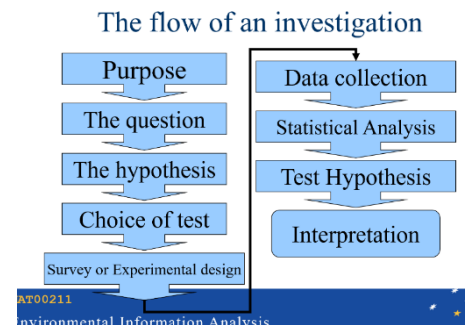 The flow of an investigation
Purpose
The question
The hypothesis
Choice of test
Survey or Experimental design
Data collection
Statistical Analysis
Test Hypothesis
Interpretation
AT00211
nvironmental Information Analysis